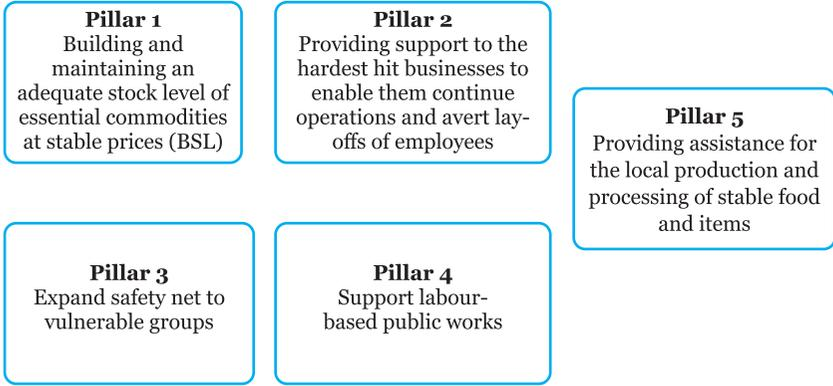 Pillar 1
Building and
maintaining an
adequate stock level of
essential commodities
at stable prices (BSL)
Pillar 2
Providing support to the
hardest hit businesses to
enable them continue
operations and avert lay-
offs of employees
Pillar 3
Expand safety net to
vulnerable groups
Pillar 4
Support labour-
based public works
Pillar 5
Providing assistance for
the local production and
processing of stable food
and items